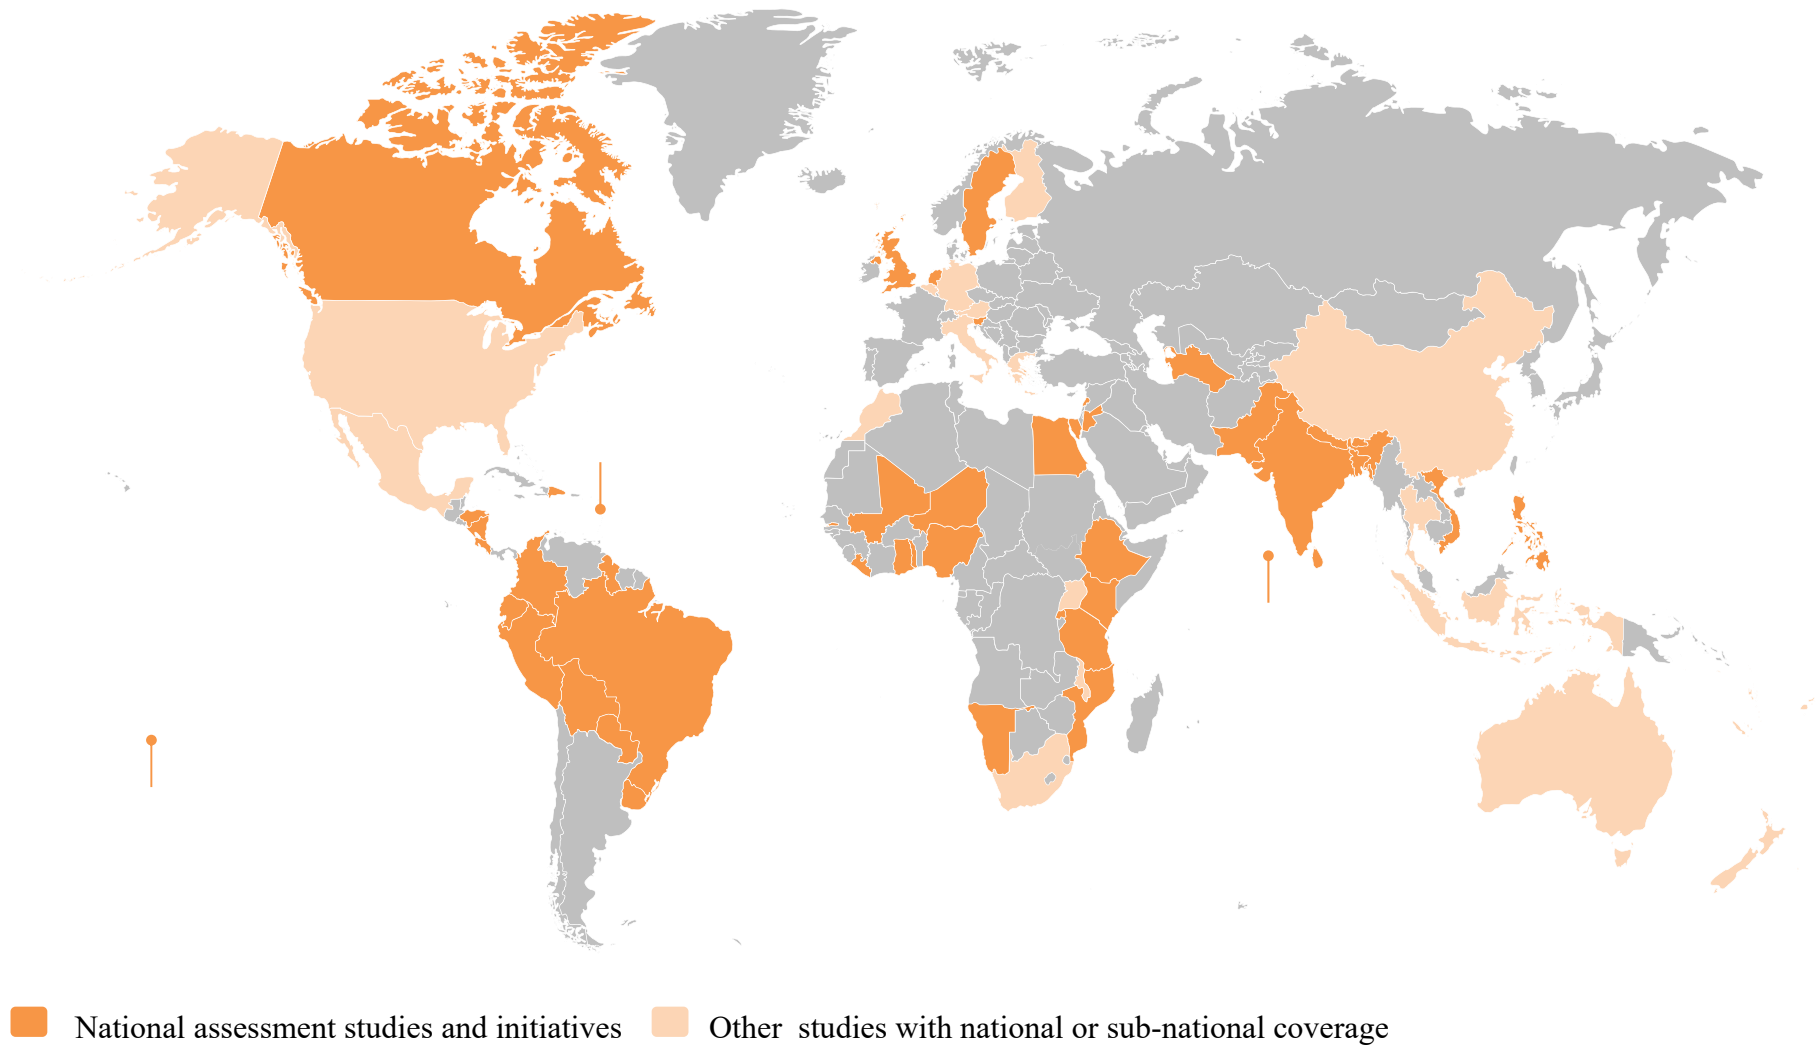 National assessment studies and initiatives
Other  studies with national or sub-national coverage